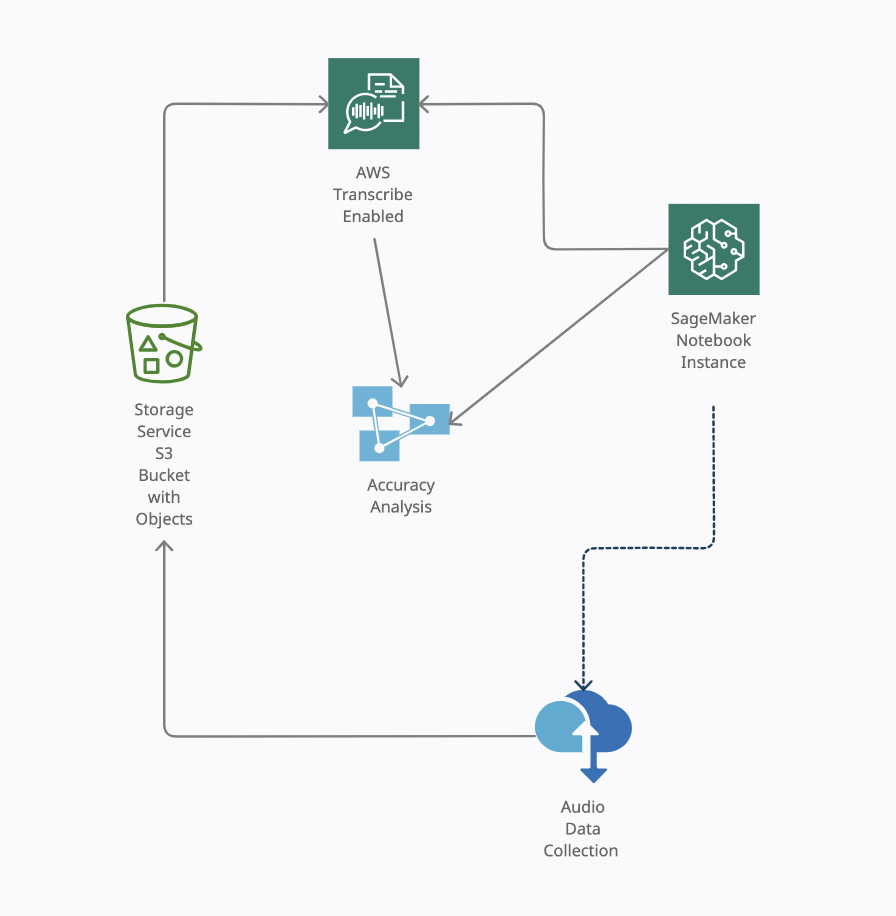 AWS
Transcribe
Enabled
SageMaker
Notebook
Instance
Storage
Service
S3
Bucket
with
Objects
Accuracy
Analysis
Audio
Data
Collection